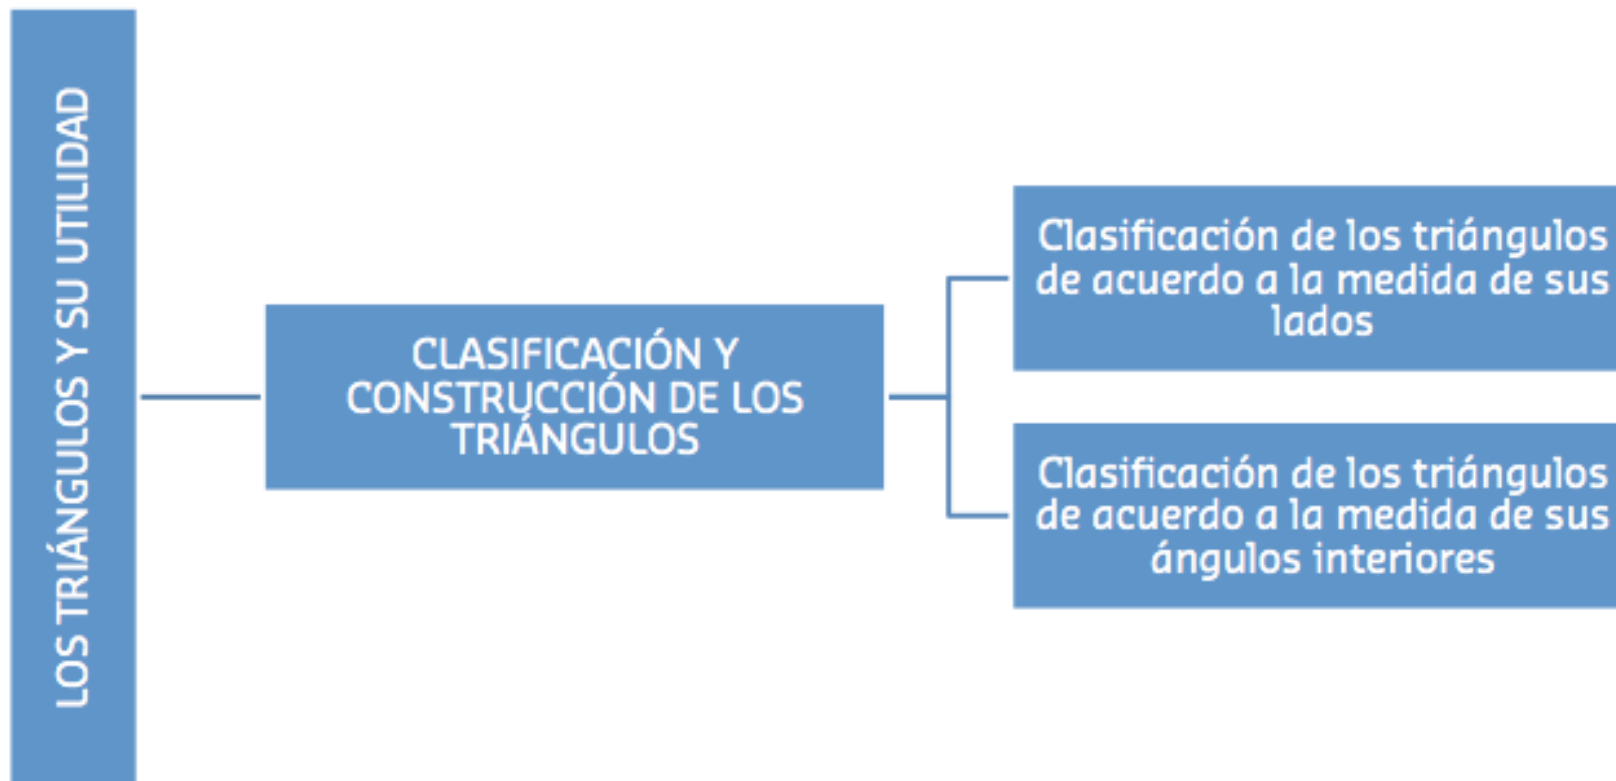 LOS TRIÁNGULOS Y SU UTILIDAD
CLASIFICACIÓN Y
CONSTRUCCIÓN DE LOS
TRIÁNGULOS
Clasificación de los triángulos
de acuerdo a la medida de sus
lados
Clasificación de los triángulos
de acuerdo a la medida de sus
ángulos interiores